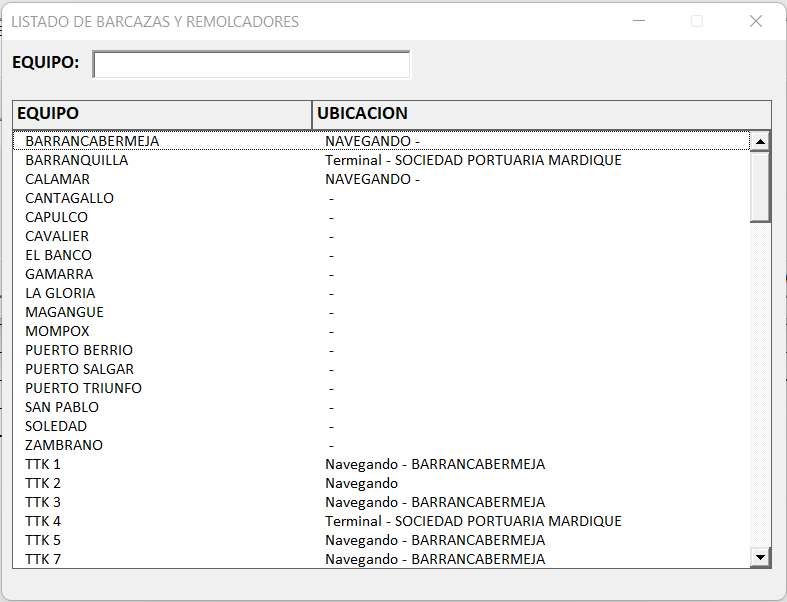 LISTADO DE BARCAZAS Y REMOLCADORES
EQUIPO:
EQUIPO UBICACION
BARRANCABERMEJA NAVEGANDO -
BARRANQUILLA Terminal - SOCIEDAD PORTUARIA MARDIQUE
CALAMAR NAVEGANDO -
CANTAGALLO -
CAPULCO -
CAVALIER -
EL BANCO -
GAMARRA -
LA GLORIA -
MAGANGUE -
MOMPOX -
PUERTO BERRIO -
PUERTO SALGAR -
PUERTO TRIUNFO -
SAN PABLO -
SOLEDAD -
ZAMBRANO -
TTK 1 Navegando - BARRANCABERMEJA
TTK 2 Navegando
TTK 3 Navegando - BARRANCABERMEJA
TTK 4 Terminal - SOCIEDAD PORTUARIA MARDIQUE
TTK 5 Navegando - BARRANCABERMEJA
TTK 7 Navegando - BARRANCABERMEJA